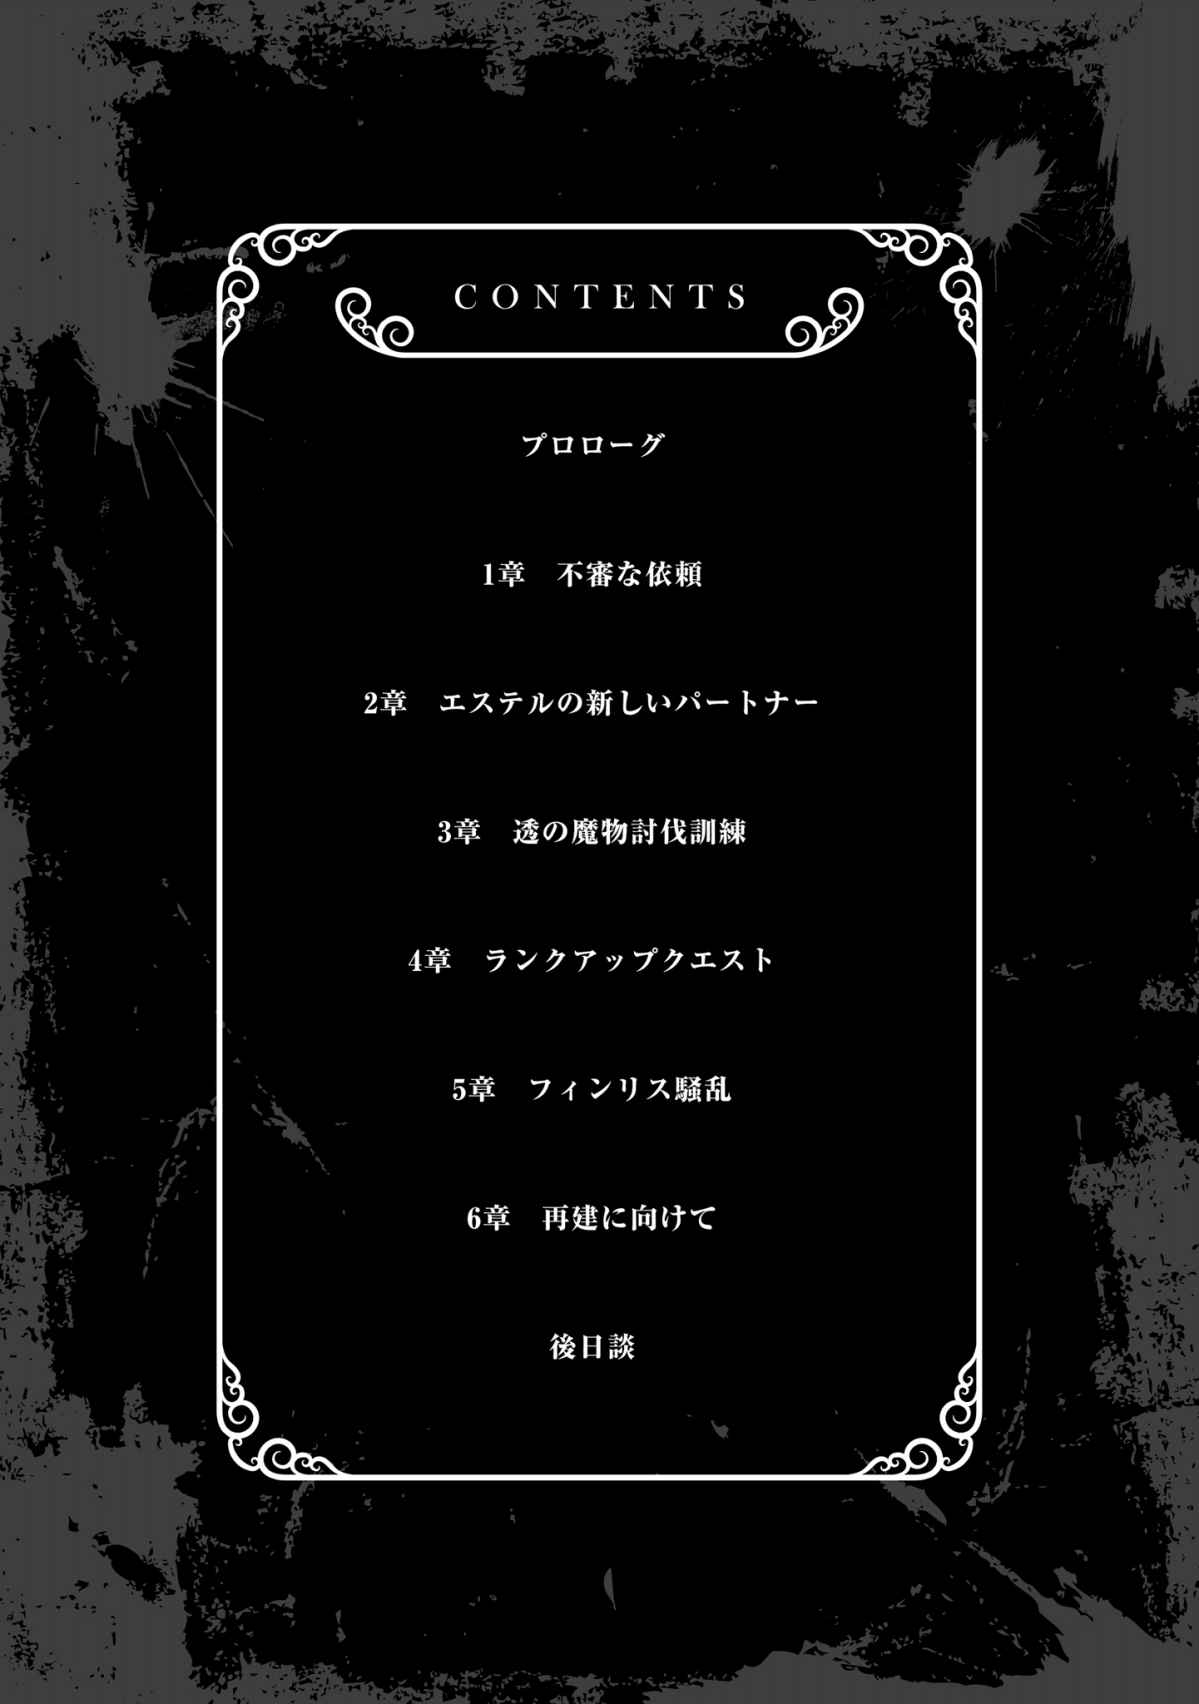 CONTENTS
プロローグ
1章　不審な依頼
2章　エステルの新しいパートナー
3章　透の魔物討伐訓練
4章　ランクアップクエスト
5章　フィンリス騒乱
6章　再建に向けて
後日談